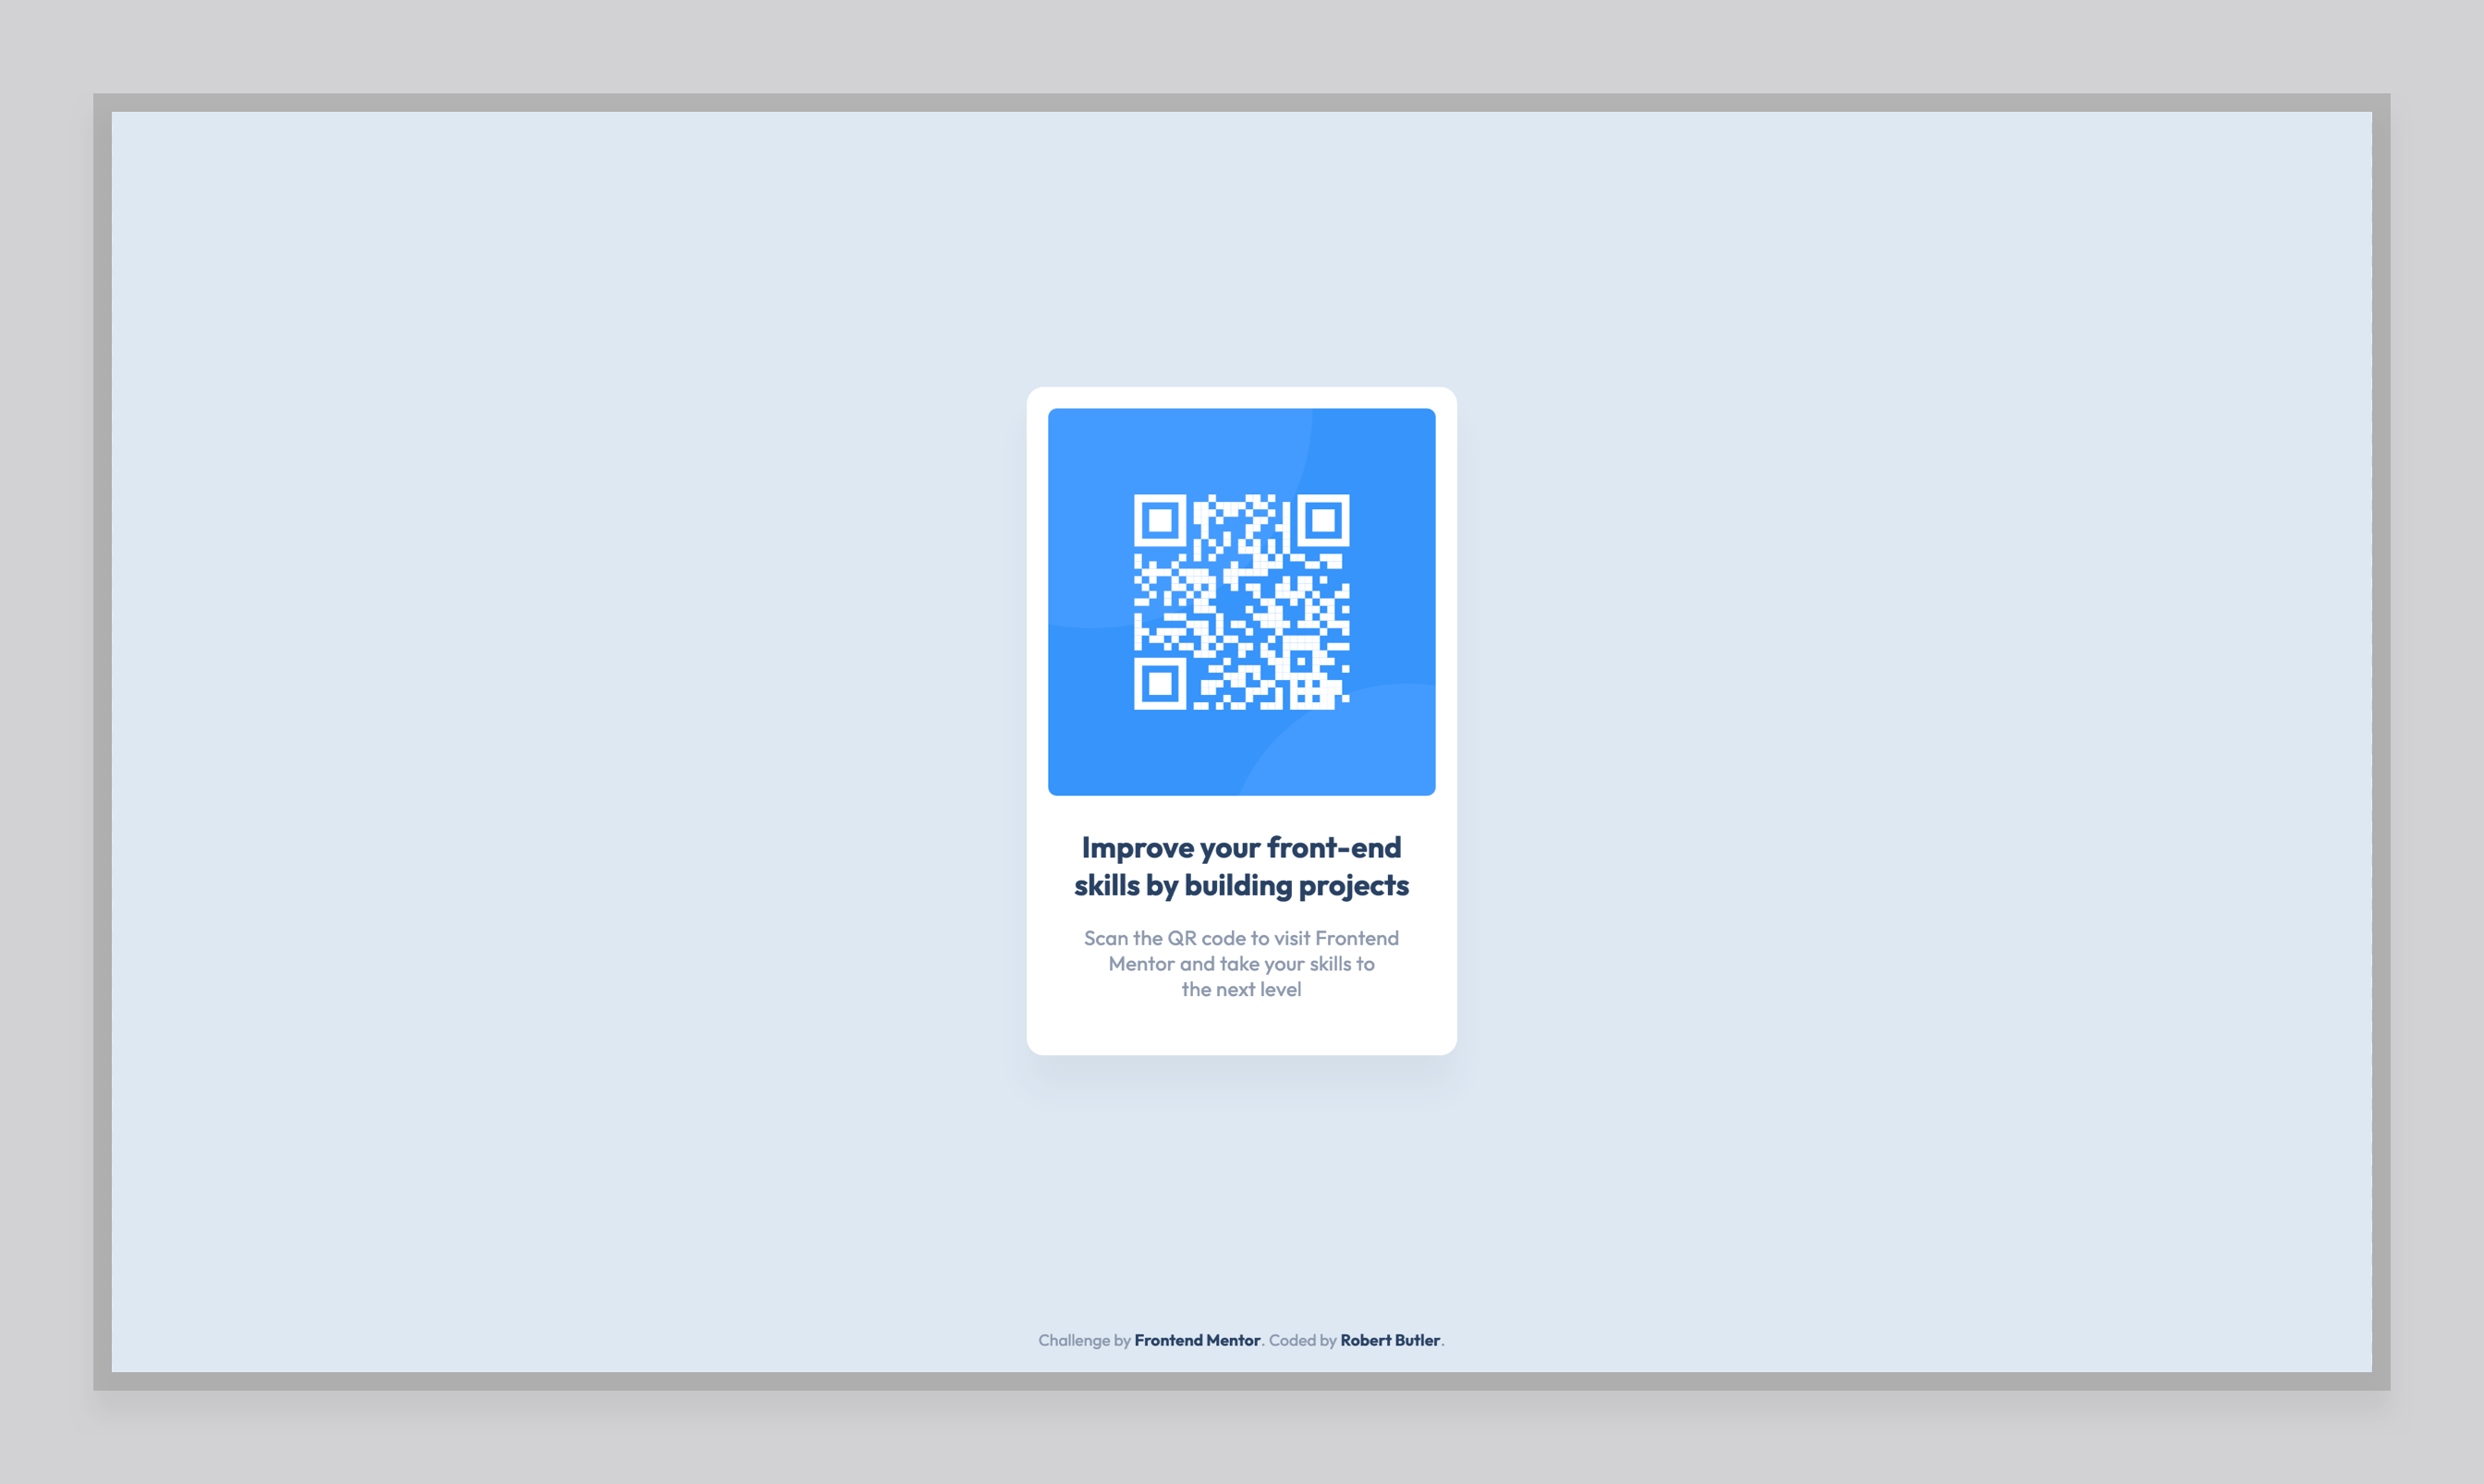 Improve your front-end
skills by building projects
Scan the QR code to visit Frontend
Mentor and take your skills to
the next level
Challenge by Frontend Mentor. Coded by Robert Butler.